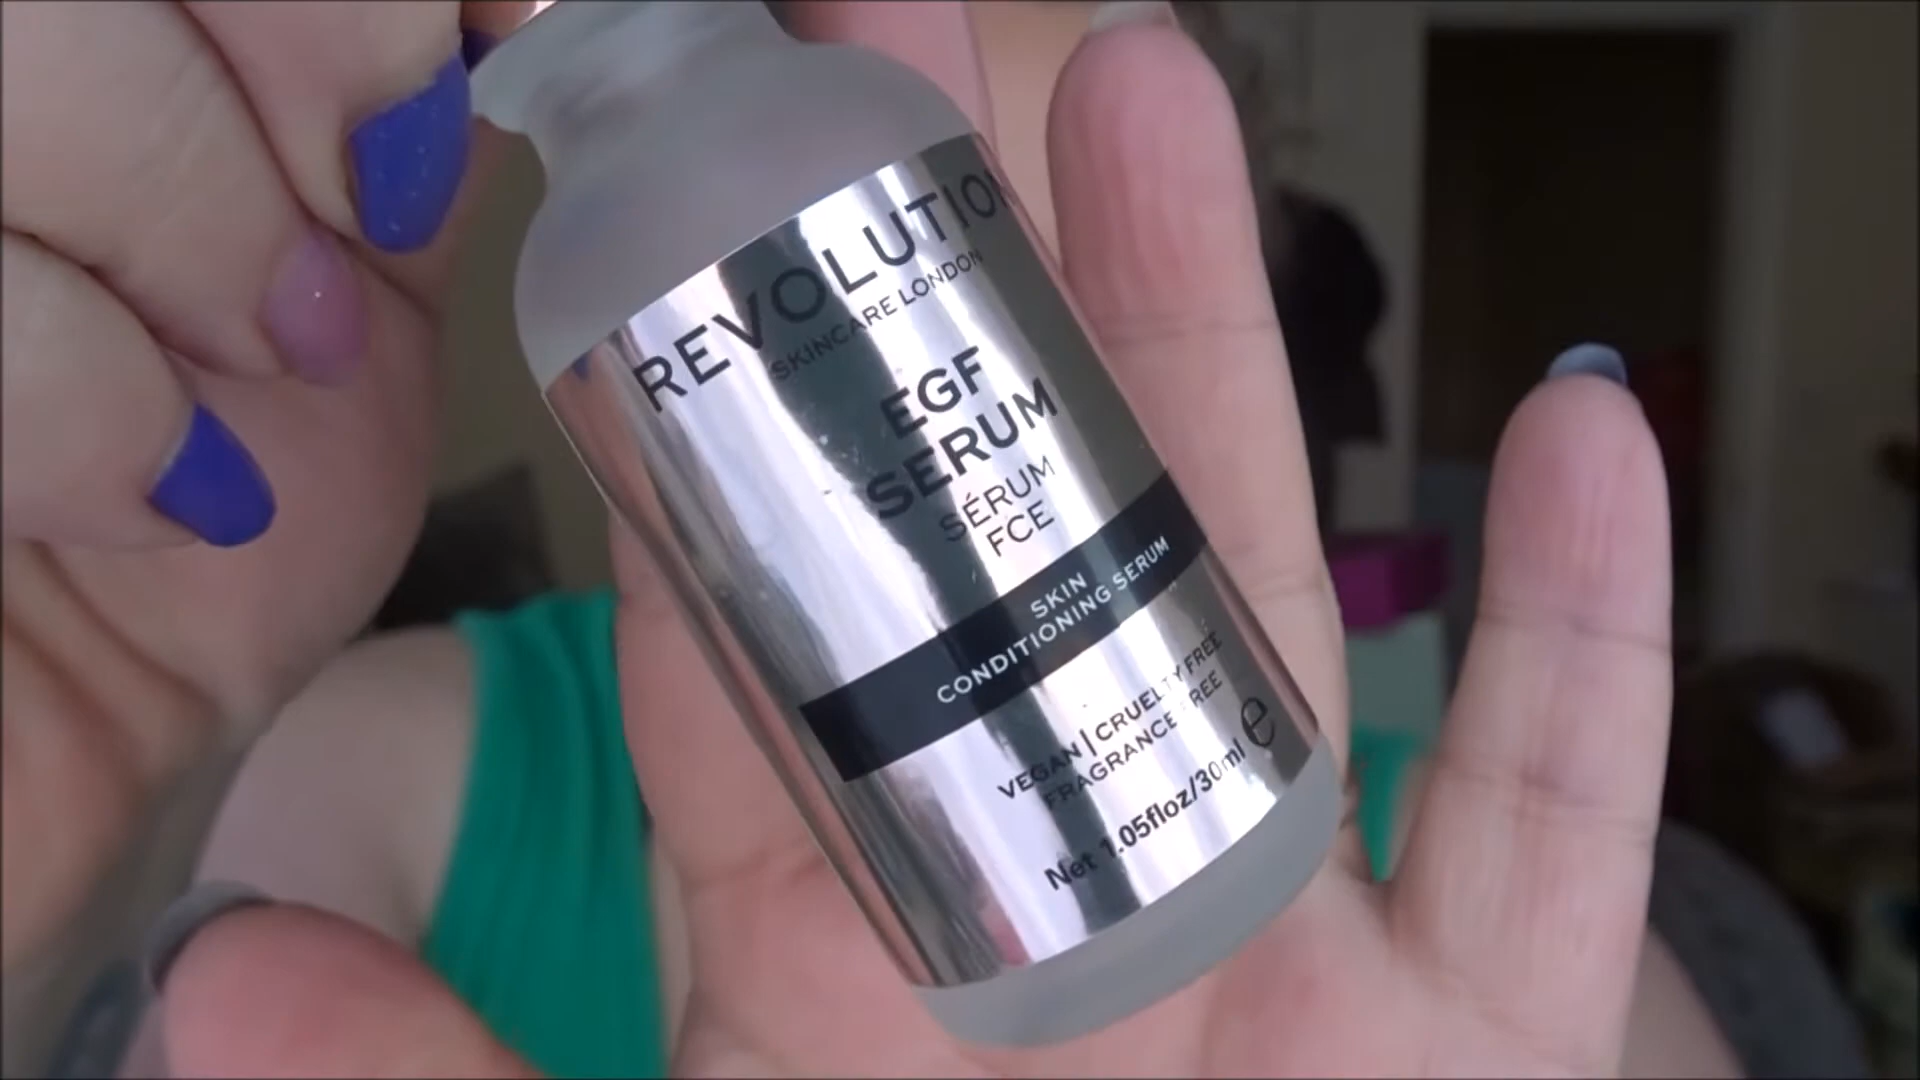 REVOLUTION
SKINCARE LONDON
EGF
SERUM
SÉRUM
FCE
SKIN
CONDITIONING SERUM
VEGAN | CRUELTY FREE
FRAGRANCE FREE
Net 1.05floz/30ml e